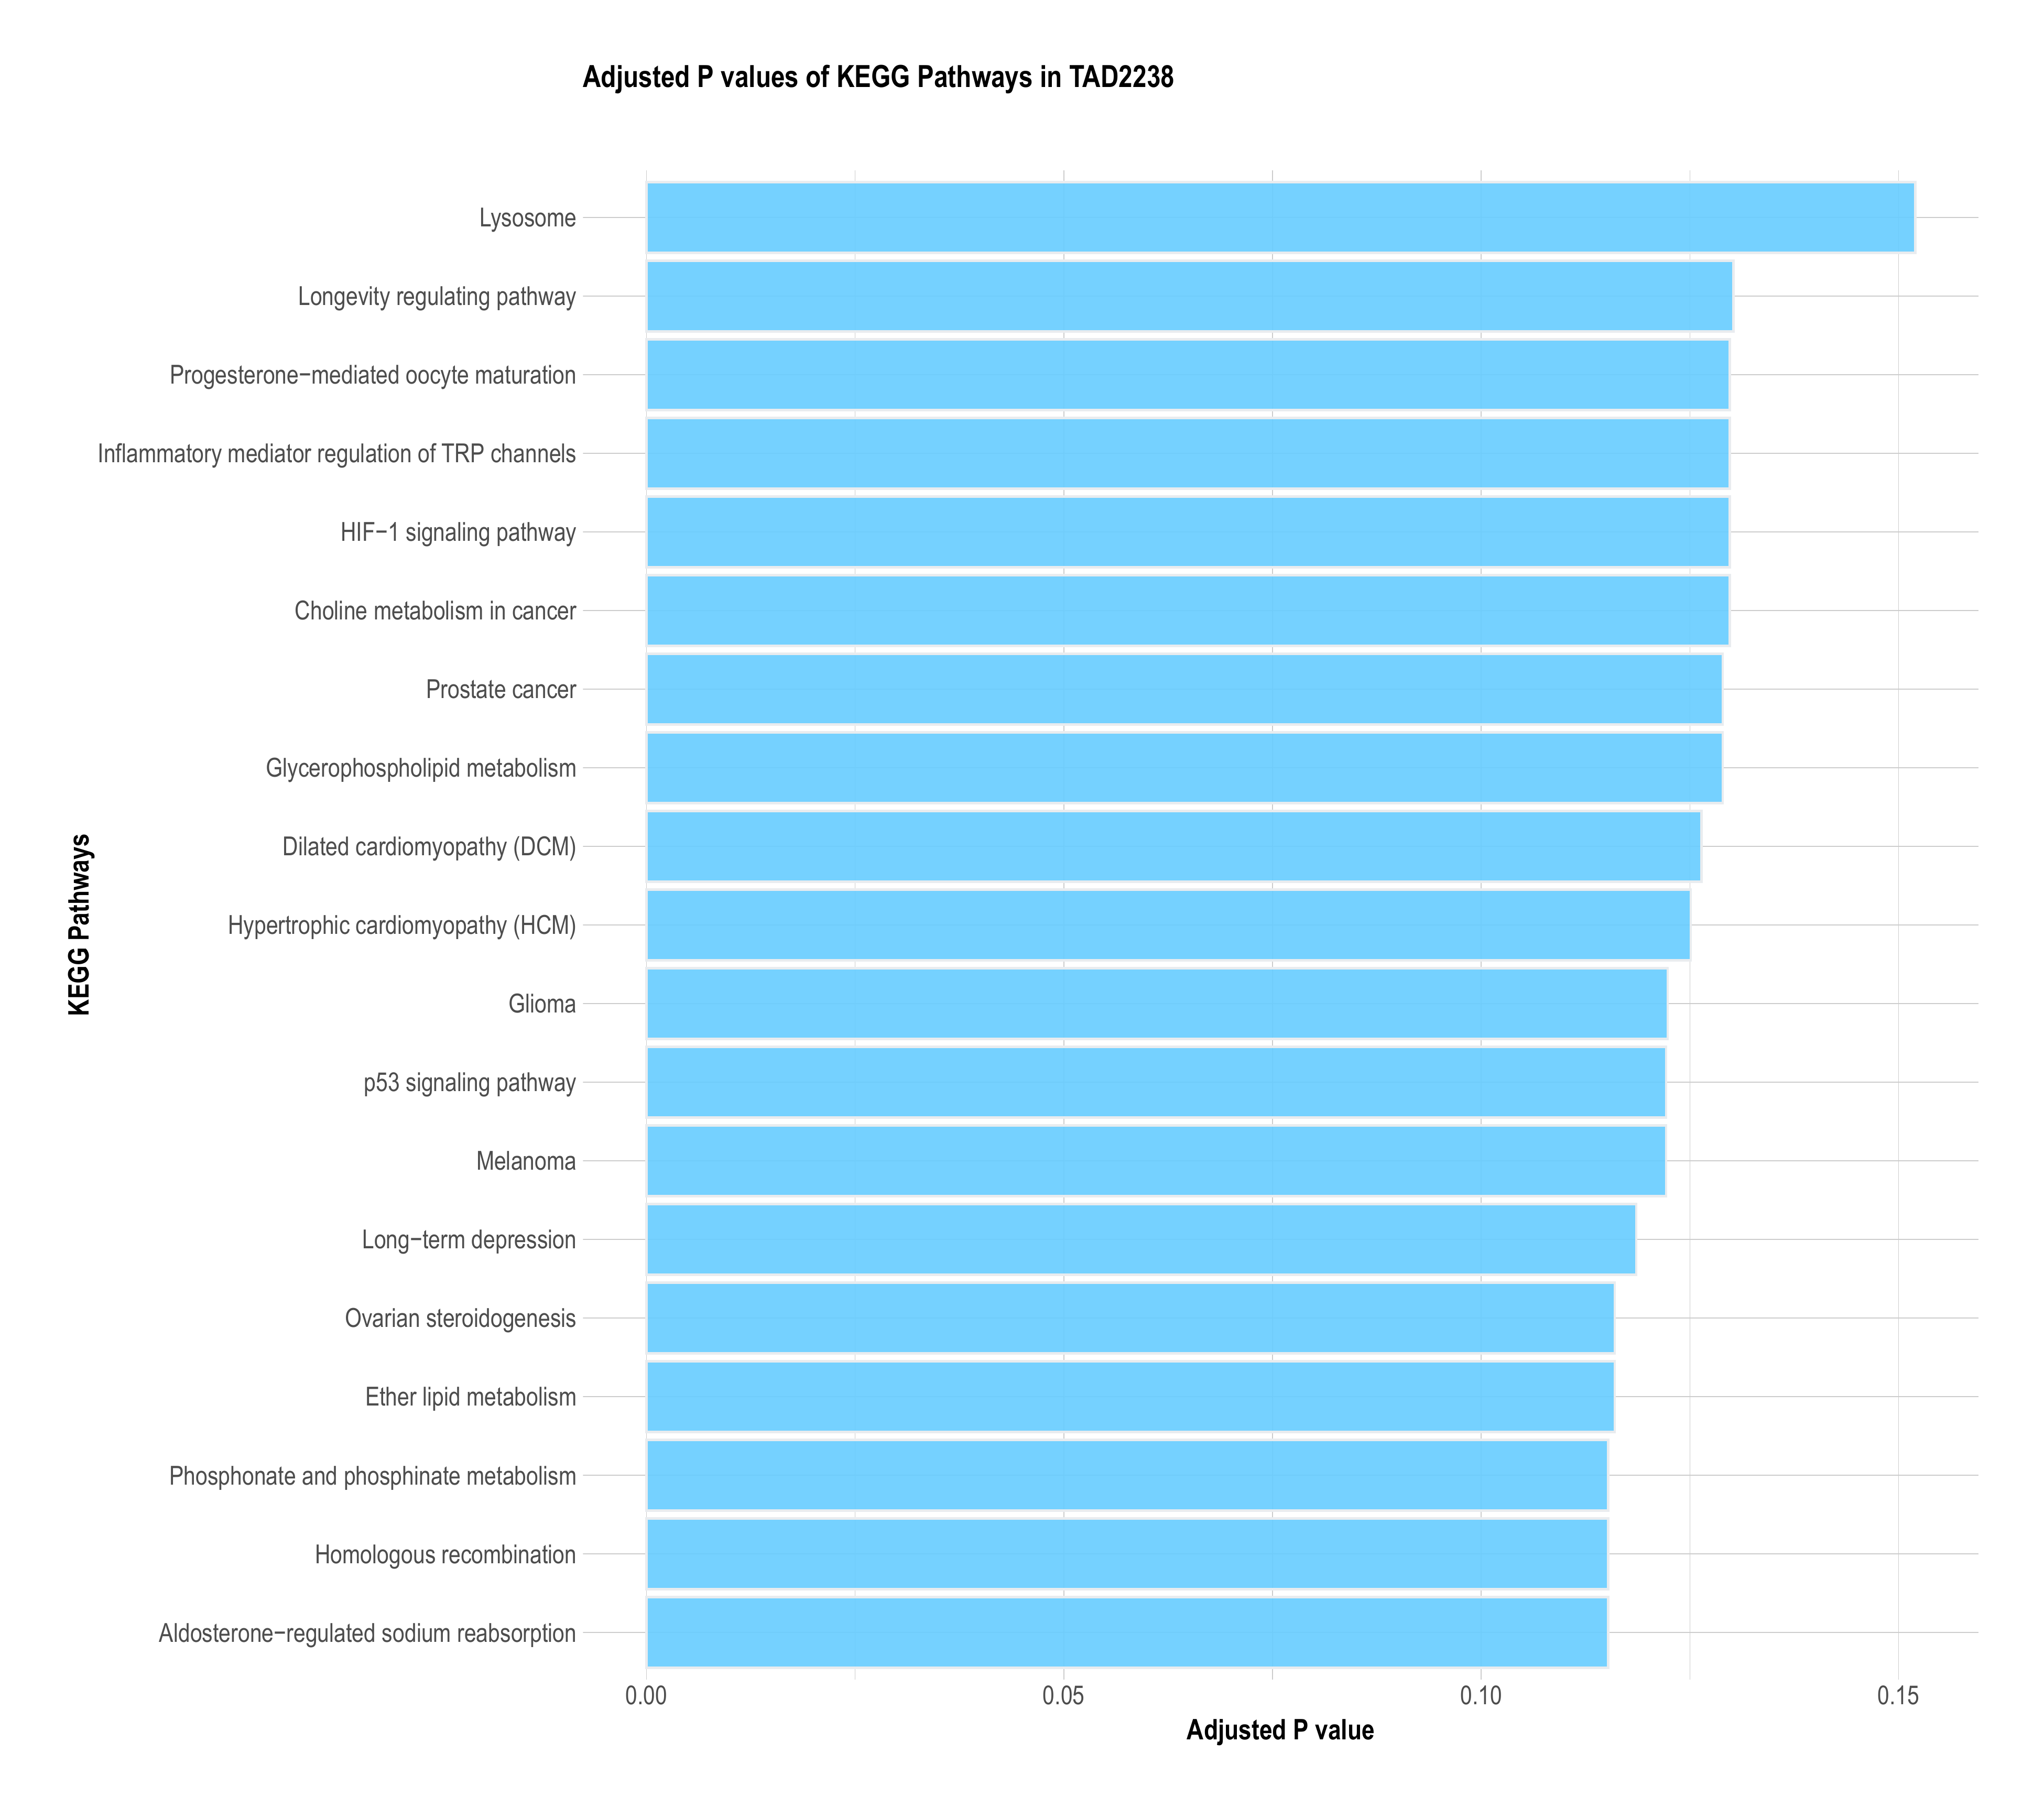 Adjusted P values of KEGG Pathways in TAD2238
Lysosome
Longevity regulating pathway
Progesterone−mediated oocyte maturation
Inflammatory mediator regulation of TRP channels
HIF−1 signaling pathway
Choline metabolism in cancer
Prostate cancer
Glycerophospholipid metabolism
Dilated cardiomyopathy (DCM)
Hypertrophic cardiomyopathy (HCM)
Glioma
p53 signaling pathway
Melanoma
Long−term depression
Ovarian steroidogenesis
Ether lipid metabolism
Phosphonate and phosphinate metabolism
Homologous recombination
Aldosterone−regulated sodium reabsorption
KEGG Pathways
0.00 0.05 0.10 0.15
Adjusted P value